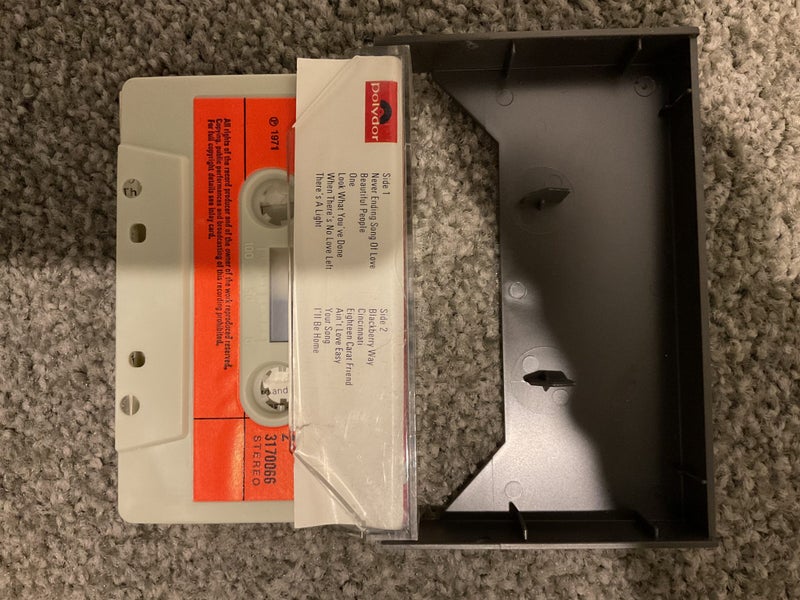 polydor
Side 1
Never Ending Song Of Love
Beautiful People
One
Look What You've Done
When There's No Love Left
There's A Light
Side 2
Blackberry Way
Cincinnati
Eighteen Carat Friend
Ain't Love Easy
Your Song
I'll Be Home
℗ 1971
All rights of the record producer and of the owner of the work reproduced reserved.
Copying, public performances and broadcasting of this recording prohibited.
For full copyright details see inlay card.
100
2
3170066
STEREO